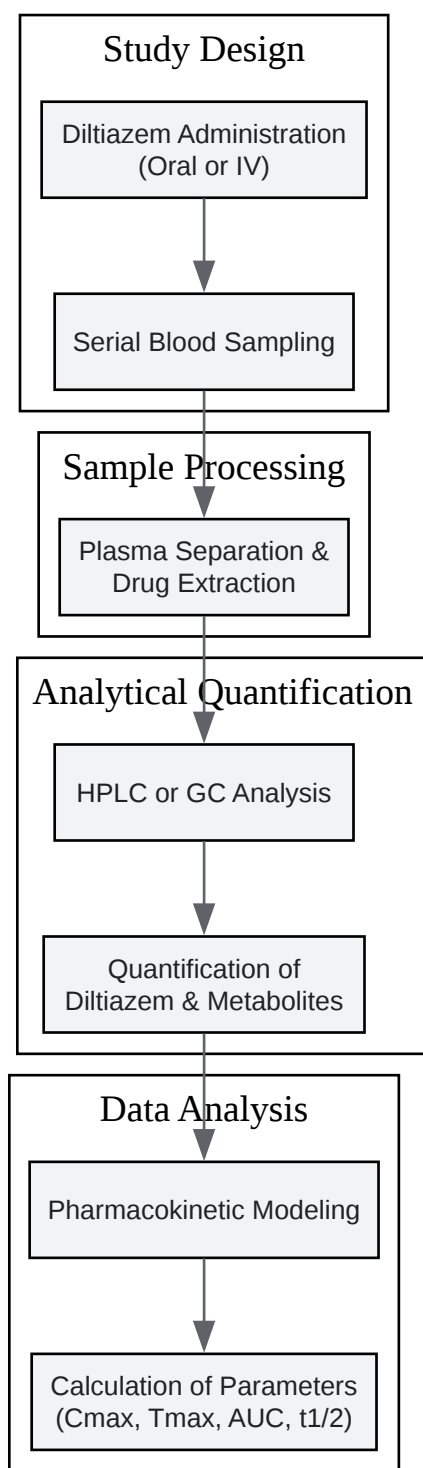 Study Design
Diltiazem Administration
(Oral or IV)
Serial Blood Sampling
Sample Processing
Plasma Separation &
Drug Extraction
Analytical Quantification
HPLC or GC Analysis
Quantification of
Diltiazem & Metabolites
Data Analysis
Pharmacokinetic Modeling
Calculation of Parameters
(Cmax, Tmax, AUC, t1/2)